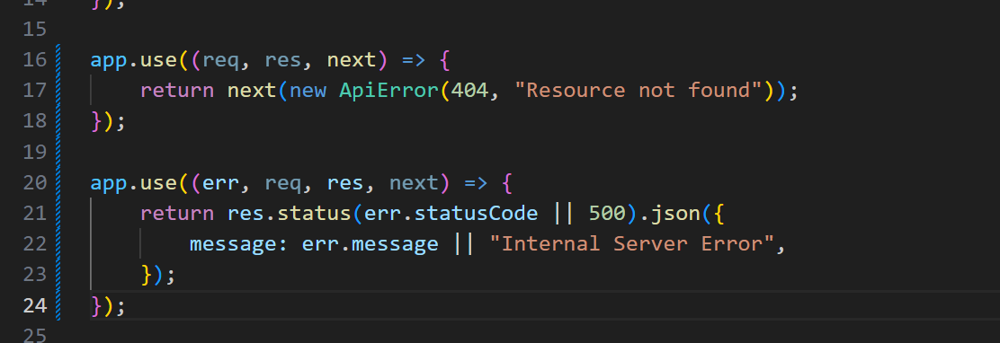 14 });
15
16 app.use((req, res, next) => {
17     return next(new ApiError(404, "Resource not found"));
18 });
19
20 app.use((err, req, res, next) => {
21     return res.status(err.statusCode || 500).json({
22         message: err.message || "Internal Server Error",
23     });
24 });
25